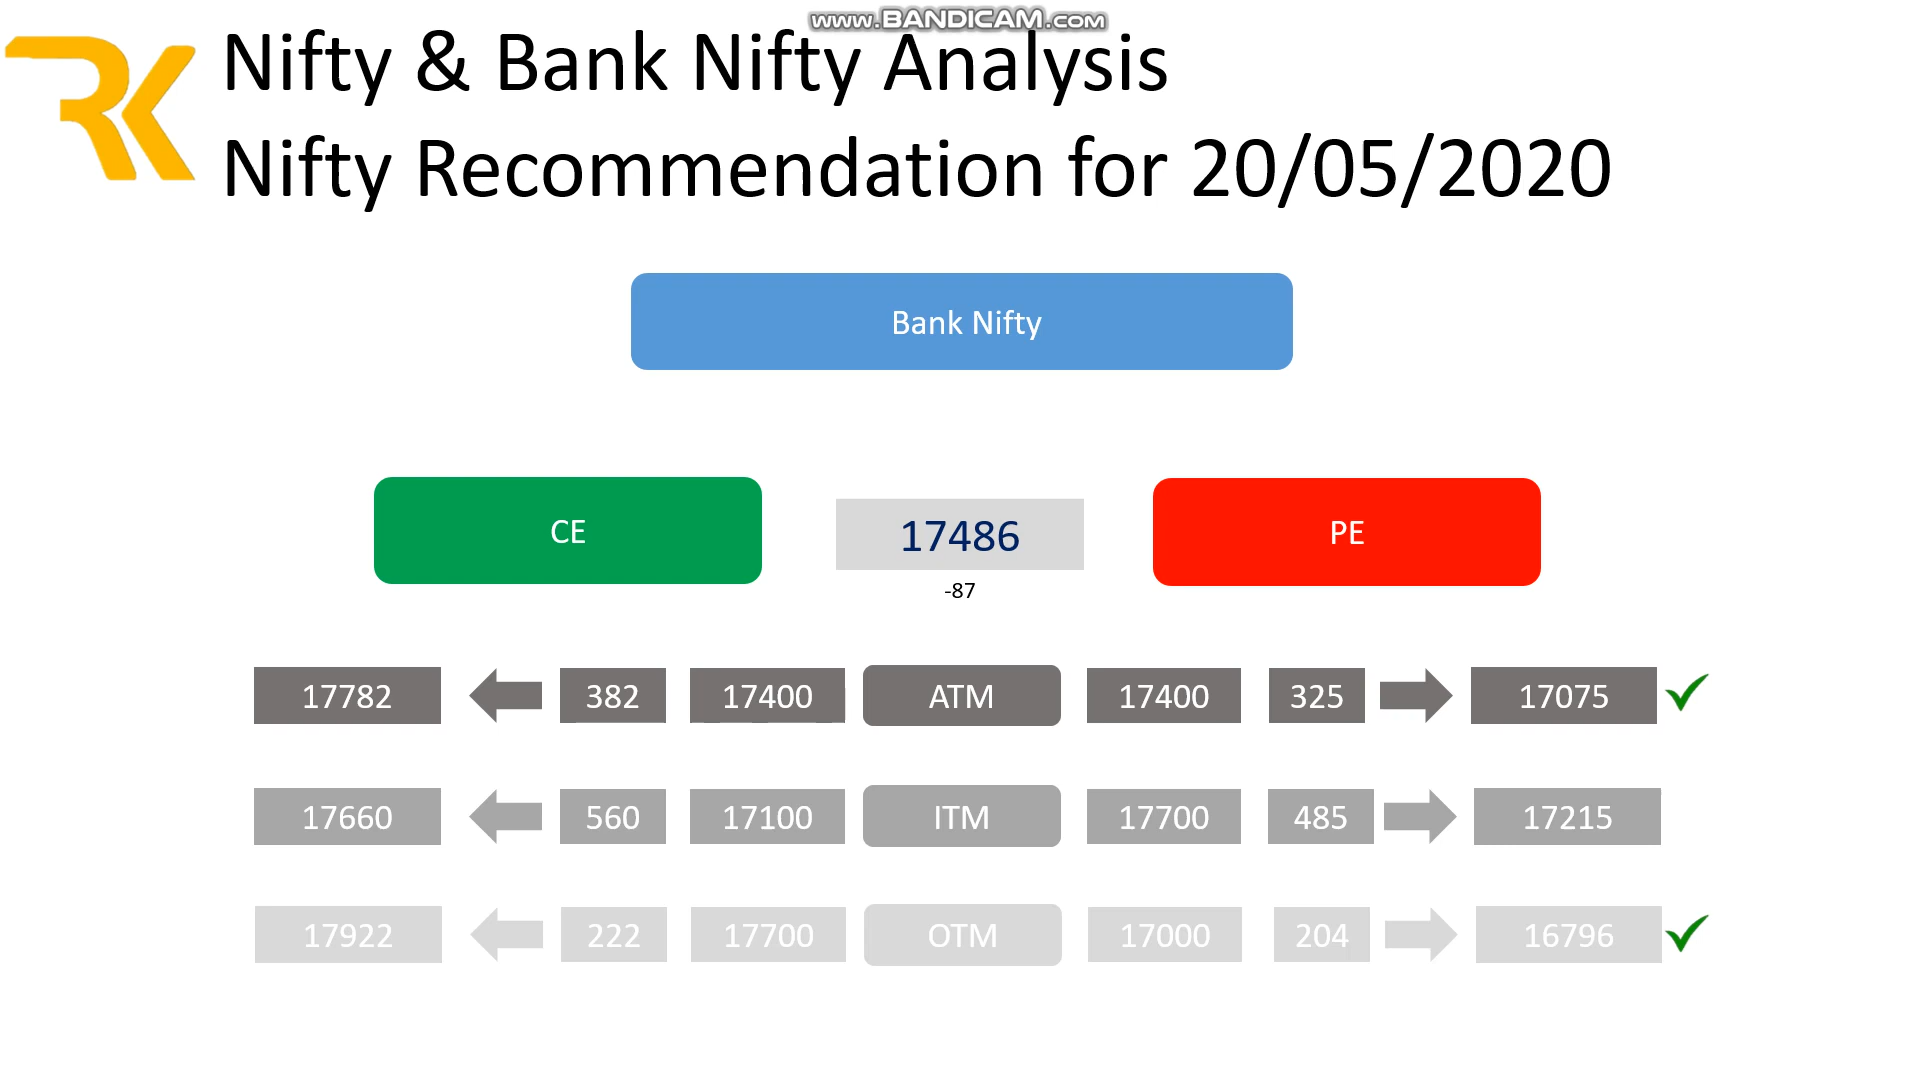 www.BANDICAM.com
RK
Nifty & Bank Nifty Analysis
Nifty Recommendation for 20/05/2020
Bank Nifty
CE
17486
PE
-87
17782 382 17400 ATM 17400 325 17075
17660 560 17100 ITM 17700 485 17215
17922 222 17700 OTM 17000 204 16796